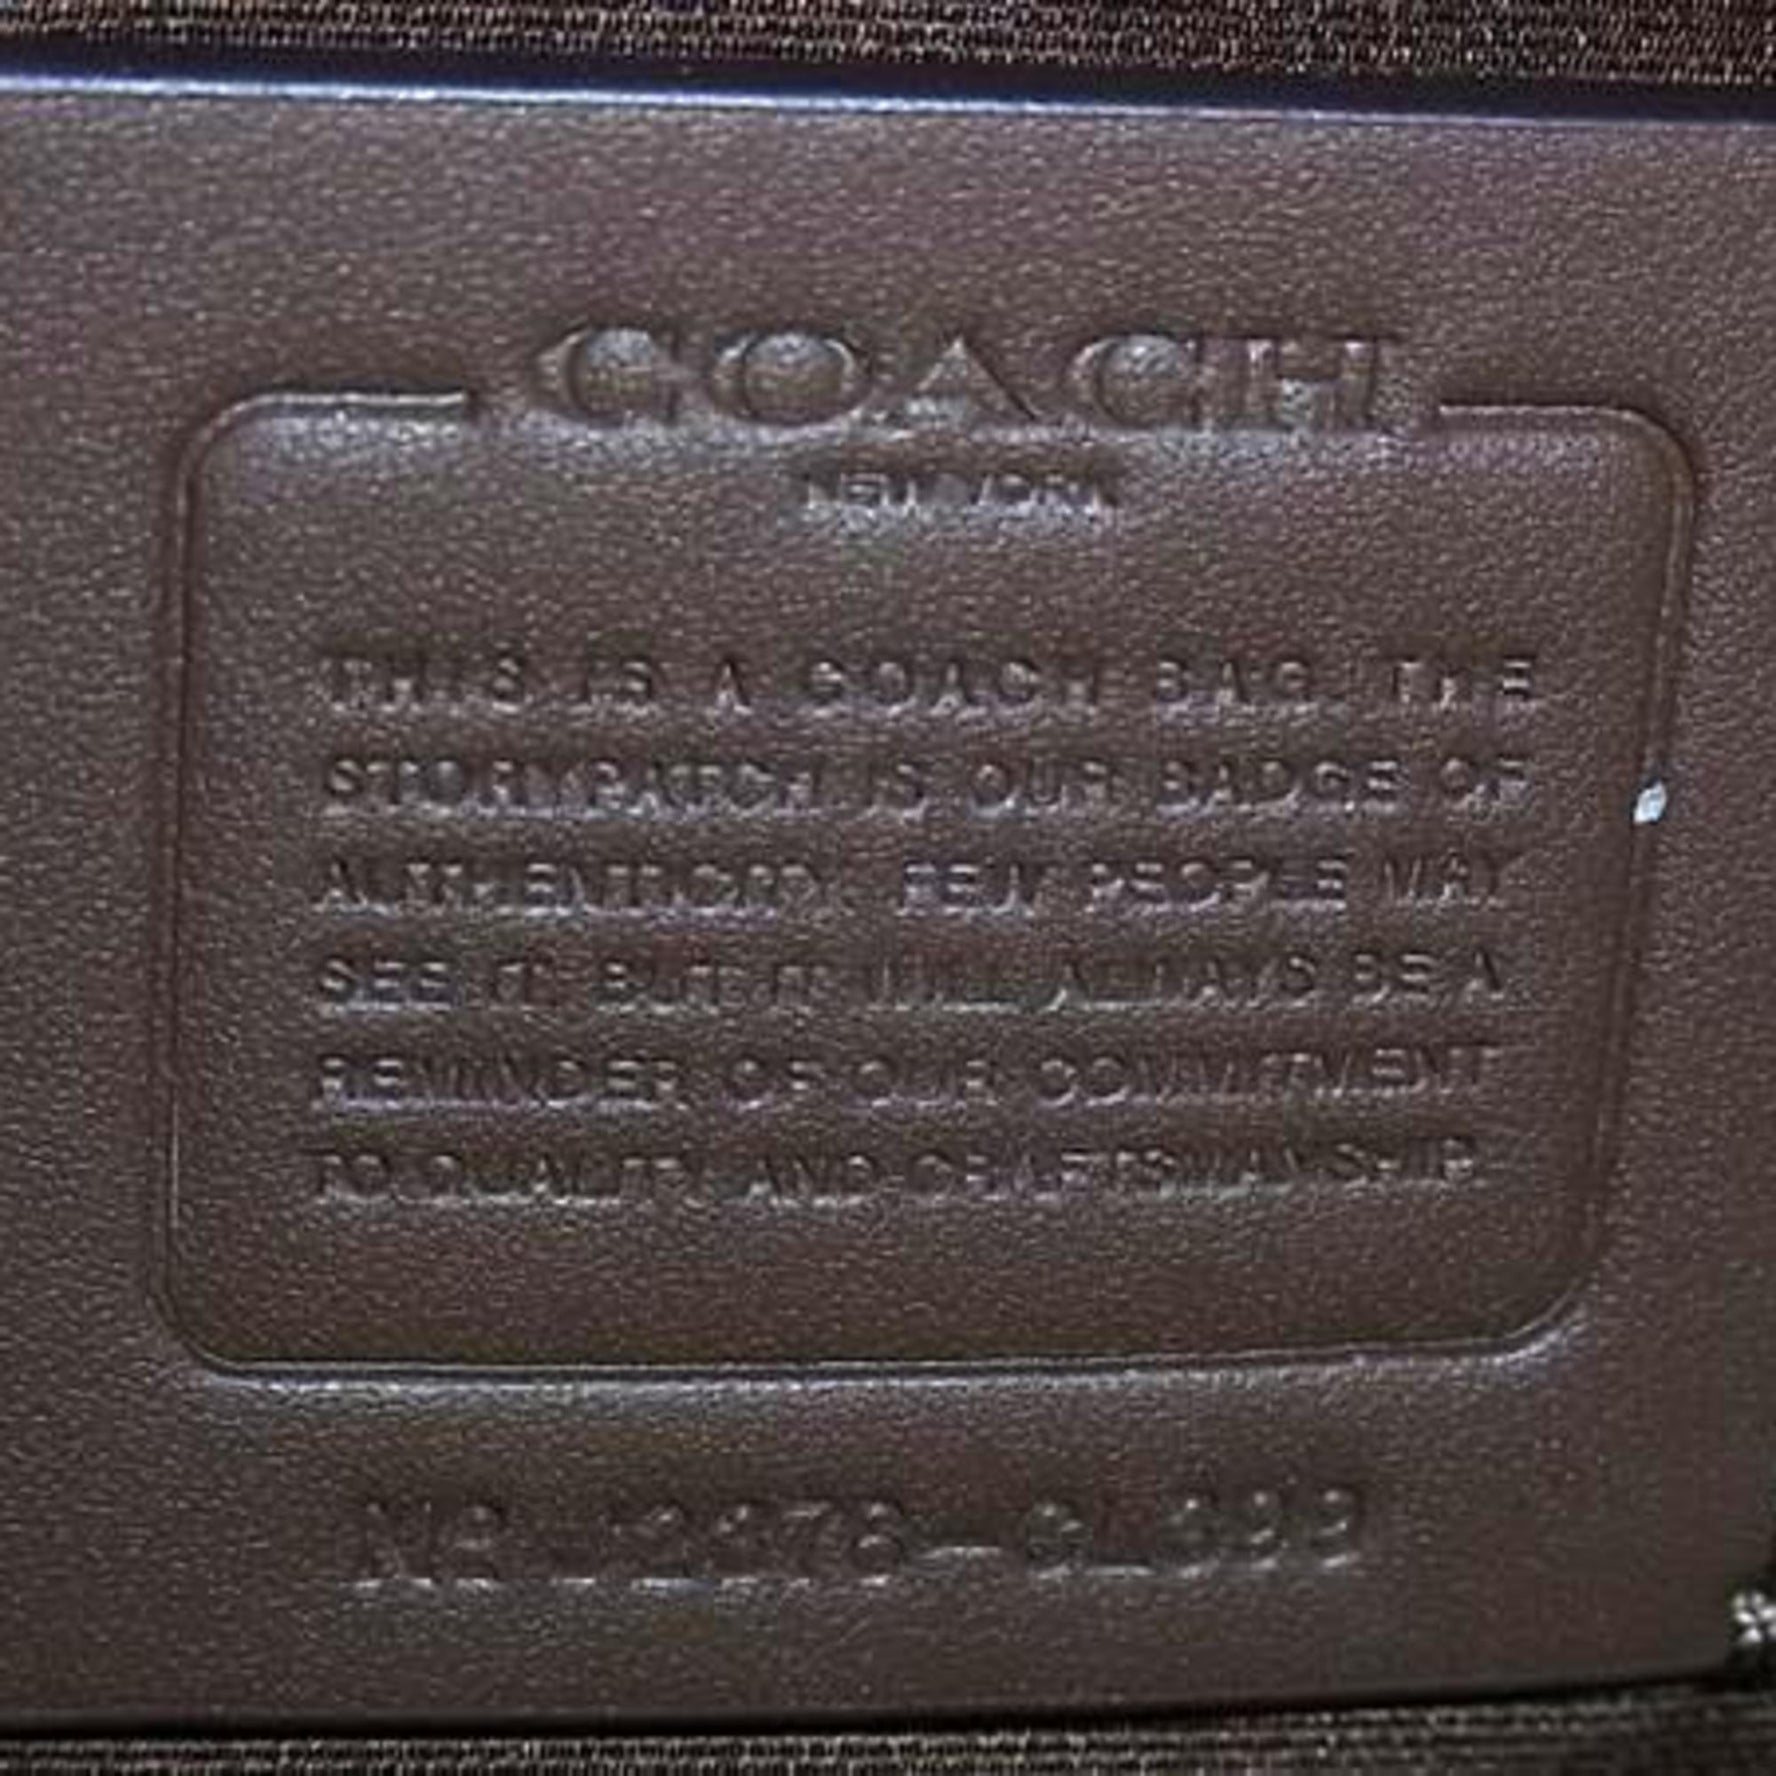 COACH
NEW YORK
THIS IS A COACH BAG. THE
STORYPATCH IS OUR BADGE OF
AUTHENTICITY. FEW PEOPLE MAY
SEE IT BUT IT WILL ALWAYS BE A
REMINDER OF OUR COMMITMENT
TO QUALITY AND CRAFTSMANSHIP.